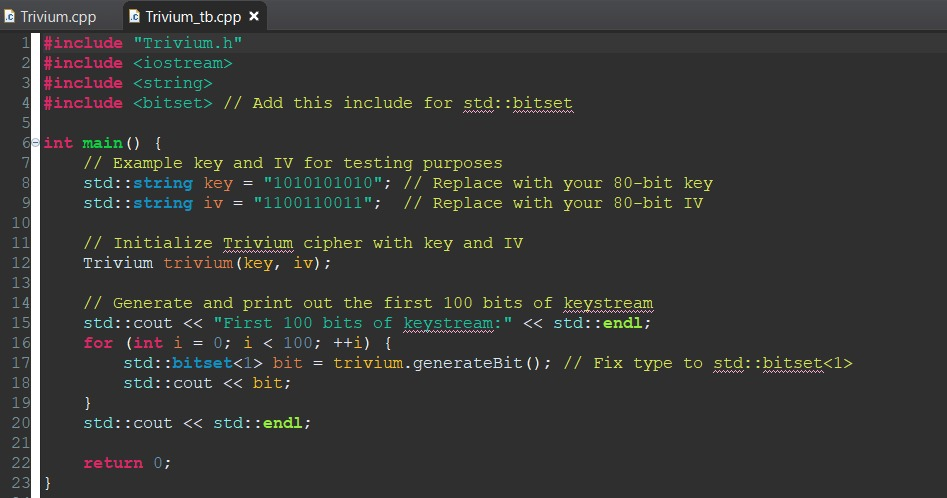 Trivium.cpp Trivium_tb.cpp
1 #include "Trivium.h"
2 #include <iostream>
3 #include <string>
4 #include <bitset> // Add this include for std::bitset
5
6 int main() {
7     // Example key and IV for testing purposes
8     std::string key = "1010101010"; // Replace with your 80-bit key
9     std::string iv = "1100110011";  // Replace with your 80-bit IV
10
11     // Initialize Trivium cipher with key and IV
12     Trivium trivium(key, iv);
13
14     // Generate and print out the first 100 bits of keystream
15     std::cout << "First 100 bits of keystream:" << std::endl;
16     for (int i = 0; i < 100; ++i) {
17         std::bitset<1> bit = trivium.generateBit(); // Fix type to std::bitset<1>
18         std::cout << bit;
19     }
20     std::cout << std::endl;
21
22     return 0;
23 }